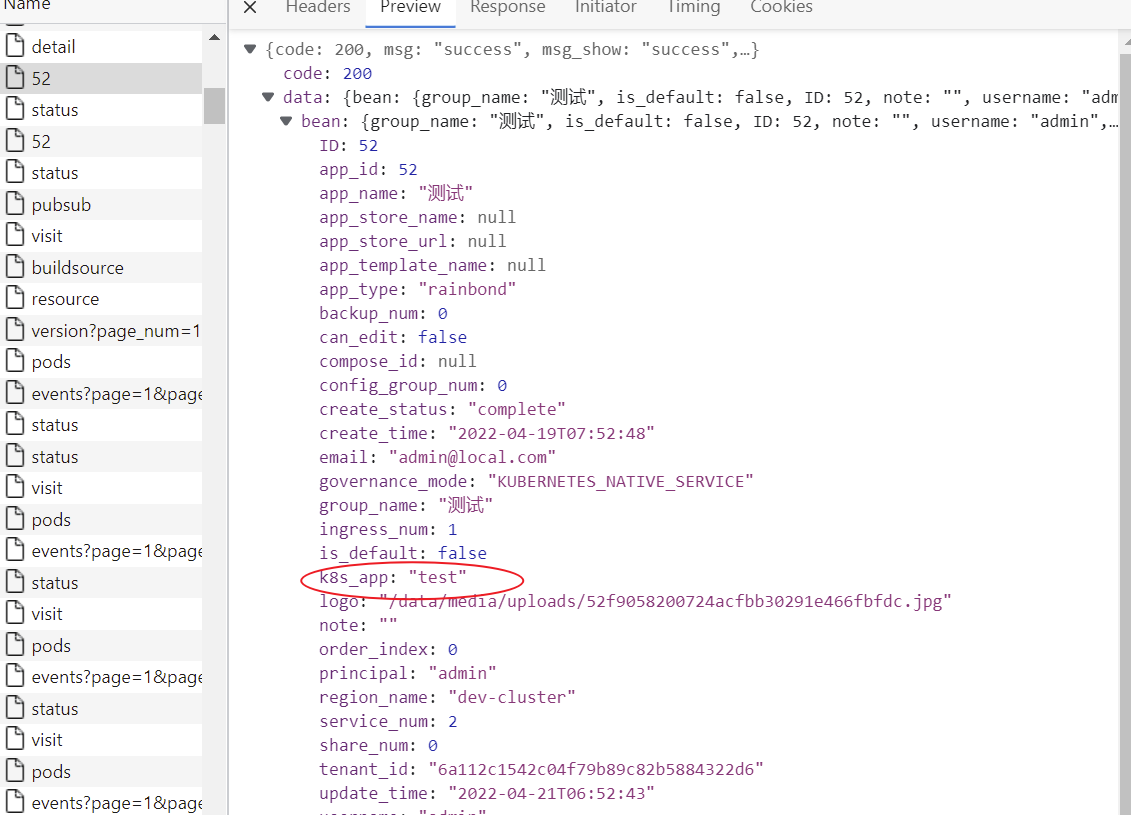 Name
Headers Preview Response Initiator Timing Cookies
detail
52
status
52
status
pubsub
visit
buildsource
resource
version?page_num=1
pods
events?page=1&page
status
status
visit
pods
events?page=1&page
status
visit
pods
events?page=1&page
status
visit
pods
events?page=1&page
{code: 200, msg: "success", msg_show: "success",…}
code: 200
data: {bean: {group_name: "测试", is_default: false, ID: 52, note: "", username: "adm
bean: {group_name: "测试", is_default: false, ID: 52, note: "", username: "admin",…
ID: 52
app_id: 52
app_name: "测试"
app_store_name: null
app_store_url: null
app_template_name: null
app_type: "rainbond"
backup_num: 0
can_edit: false
compose_id: null
config_group_num: 0
create_status: "complete"
create_time: "2022-04-19T07:52:48"
email: "admin@local.com"
governance_mode: "KUBERNETES_NATIVE_SERVICE"
group_name: "测试"
ingress_num: 1
is_default: false
k8s_app: "test"
logo: "/data/media/uploads/52f9058200724acfbb30291e466fbfdc.jpg"
note: ""
order_index: 0
principal: "admin"
region_name: "dev-cluster"
service_num: 2
share_num: 0
tenant_id: "6a112c1542c04f79b89c82b5884322d6"
update_time: "2022-04-21T06:52:43"
username: "admin"